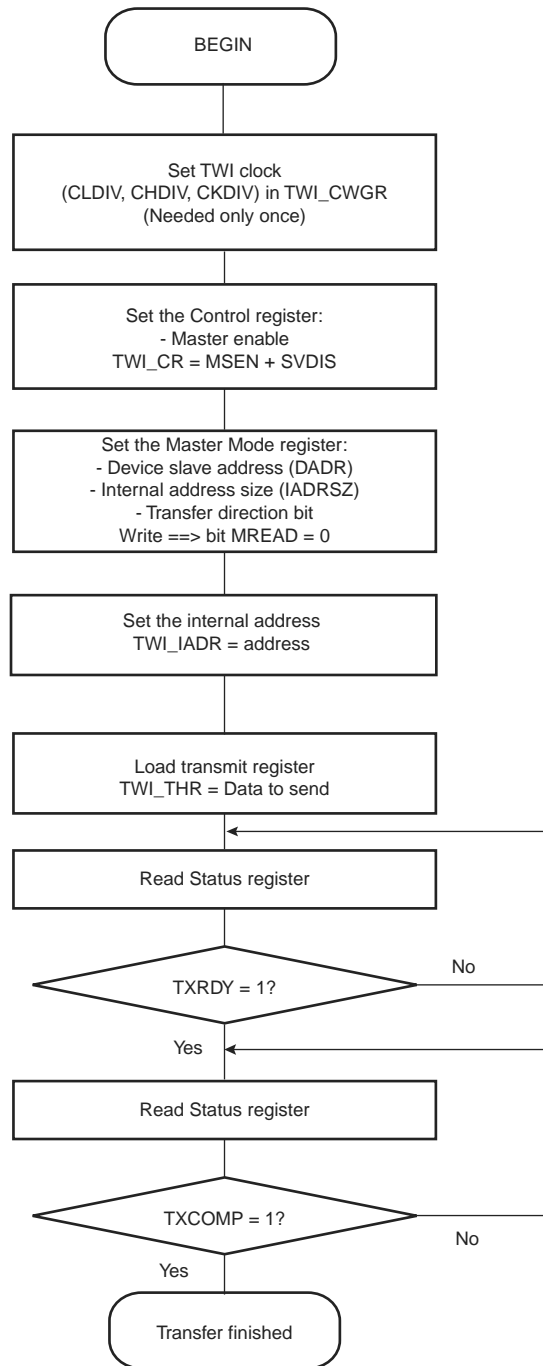 BEGIN
Set TWI clock
(CLDIV, CHDIV, CKDIV) in TWI_CWGR
(Needed only once)
Set the Control register:
- Master enable
TWI_CR = MSEN + SVDIS
Set the Master Mode register:
- Device slave address (DADR)
- Internal address size (IADRSZ)
- Transfer direction bit
Write ==> bit MREAD = 0
Set the internal address
TWI_IADR = address
Load transmit register
TWI_THR = Data to send
Read Status register
No
TXRDY = 1?
Yes
Read Status register
TXCOMP = 1?
No
Yes
Transfer finished